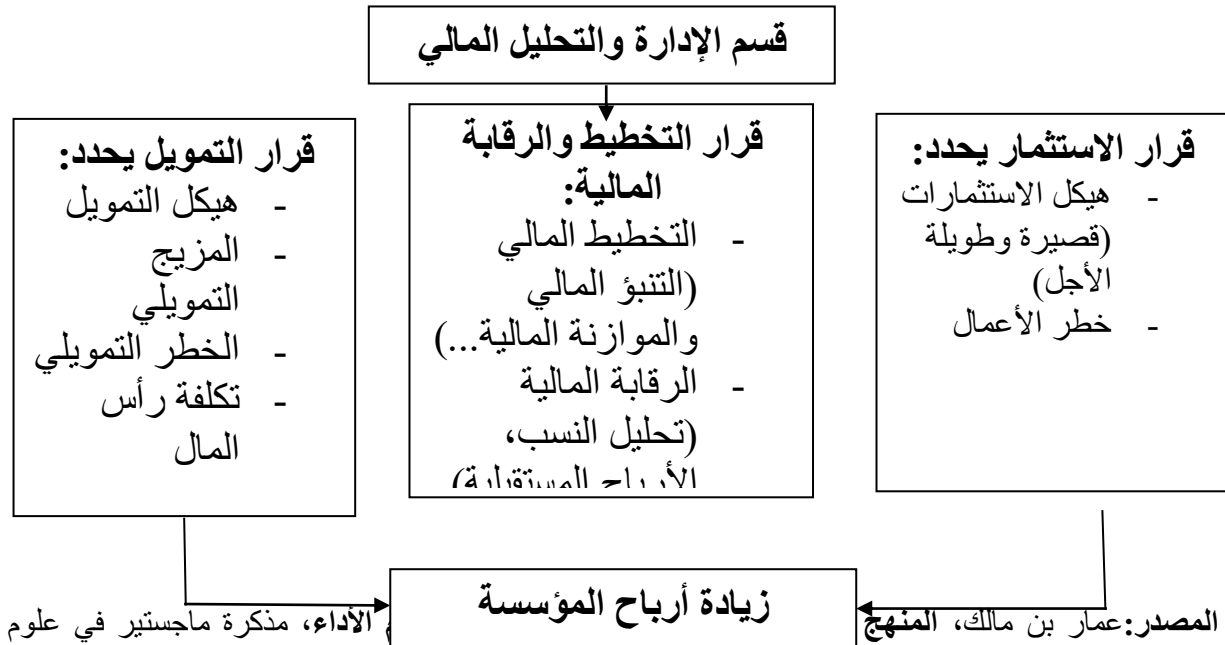 قسم الإدارة والتحليل المالي
قرار الاستثمار يحدد:
- هيكل الاستثمارات
(قصيرة وطويلة
الأجل)
- خطر الأعمال
قرار التخطيط والرقابة
المالية:
- التخطيط المالي
(التنبؤ المالي
والموازنة المالية...)
- الرقابة المالية
(تحليل النسب،
الأرباح المستقبلية)
قرار التمويل يحدد:
- هيكل التمويل
- المزيج
التمويلي
- الخطر التمويلي
- تكلفة رأس
المال
زيادة أرباح المؤسسة
المصدر:عمار بن مالك، المنهج الأداء، مذكرة ماجستير في علوم